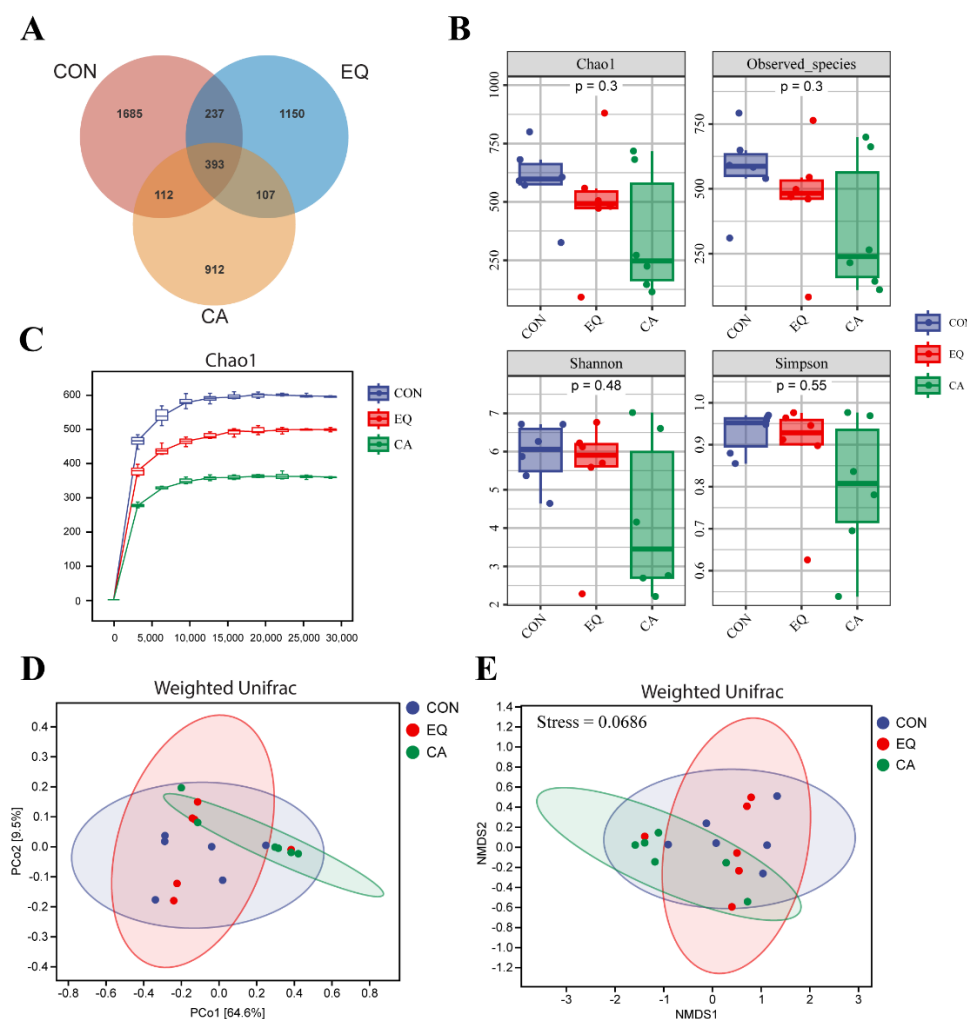 A
CON
EQ
1685
237
1150
393
112
107
912
CA
B
Chao1
p = 0.3
1000
750
500
250
CON
EQ
CA
Observed_species
p = 0.3
750
500
250
CON
EQ
CA
Shannon
p = 0.48
7
6
5
4
3
2
CON
EQ
CA
Simpson
p = 0.55
1.0
0.9
0.8
0.7
0.6
CON
EQ
CA
CON
EQ
CA
C
Chao1
600
500
400
300
200
100
0
0
5,000
10,000
15,000
20,000
25,000
30,000
CON
EQ
CA
D
Weighted Unifrac
CON
EQ
CA
PCo2 [9.5%]
0.4
0.3
0.2
0.1
0.0
-0.1
-0.2
-0.3
-0.4
-0.8
-0.6
-0.4
-0.2
0.0
0.2
0.4
0.6
0.8
PCo1 [64.6%]
E
Weighted Unifrac
Stress = 0.0686
CON
EQ
CA
NMDS2
1.4
1.2
1.0
0.8
0.6
0.4
0.2
0.0
-0.2
-0.4
-0.6
-0.8
-1.0
-1.2
-3
-2
-1
0
1
2
3
NMDS1